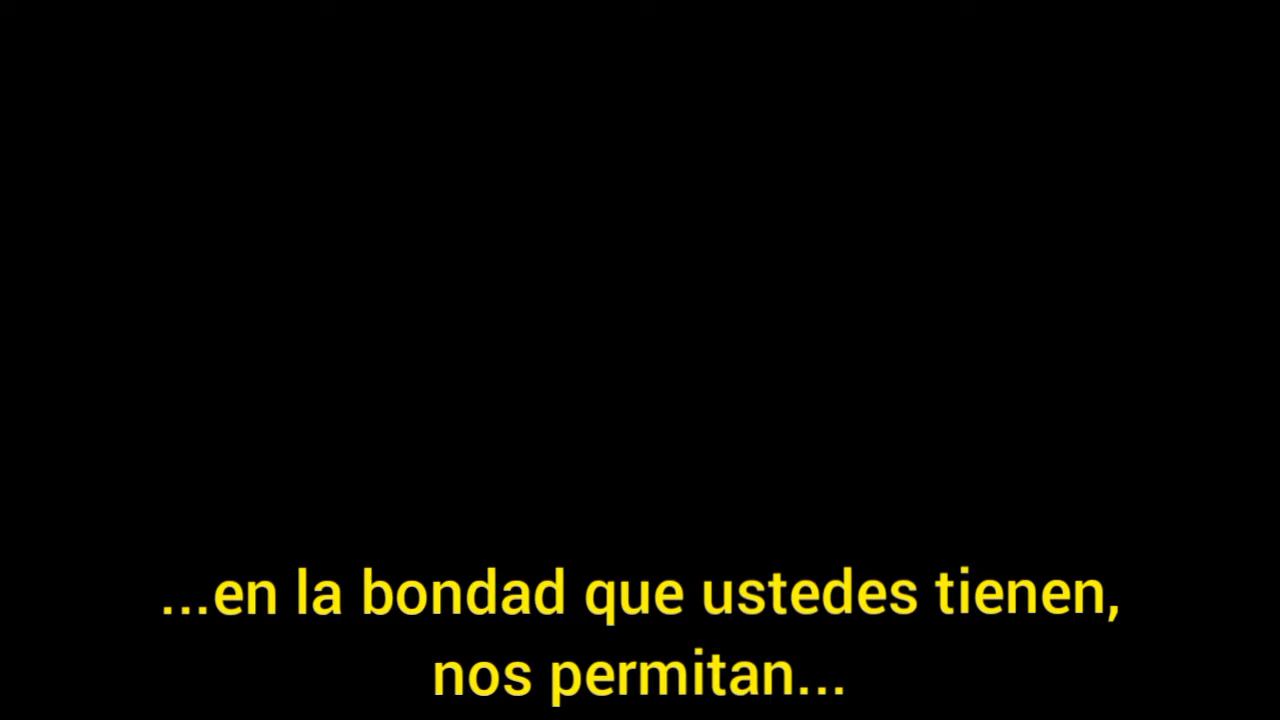 ...en la bondad que ustedes tienen,
nos permitan...